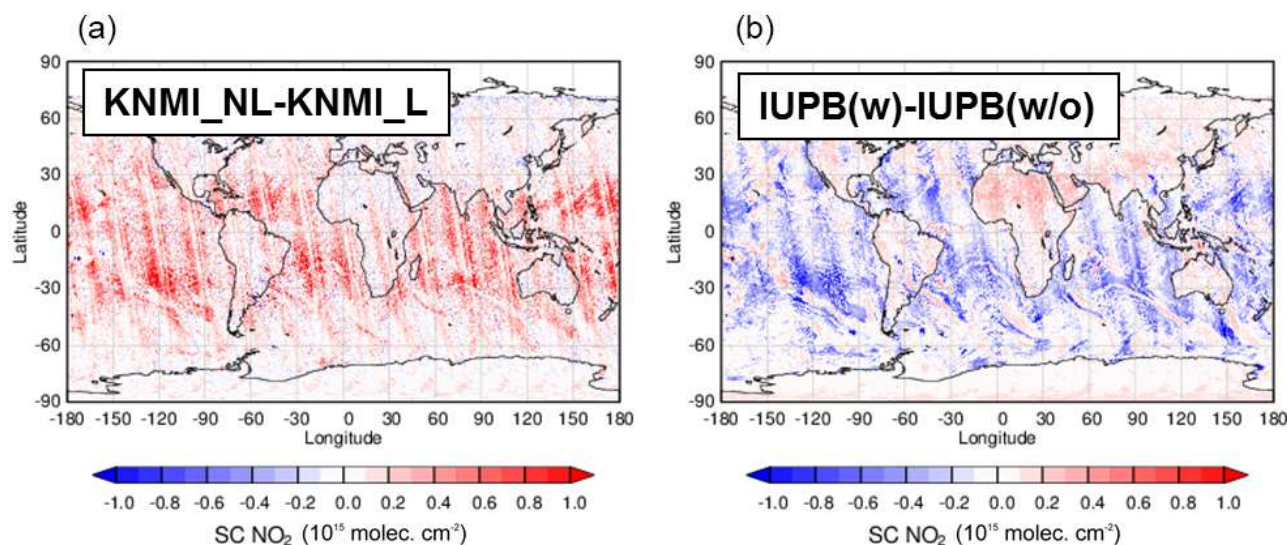 (a)
(b)
KNMI_NL-KNMI_L
IUPB(w)-IUPB(w/o)
90
60
30
0
-30
-60
-90
Latitude
-180 -150 -120 -90 -60 -30 0 30 60 90 120 150 180
Longitude
-1.0 -0.8 -0.6 -0.4 -0.2 0.0 0.2 0.4 0.6 0.8 1.0
SC NO₂ (10¹⁵ molec. cm⁻²)
90
60
30
0
-30
-60
-90
Latitude
-180 -150 -120 -90 -60 -30 0 30 60 90 120 150 180
Longitude
-1.0 -0.8 -0.6 -0.4 -0.2 0.0 0.2 0.4 0.6 0.8 1.0
SC NO₂ (10¹⁵ molec. cm⁻²)